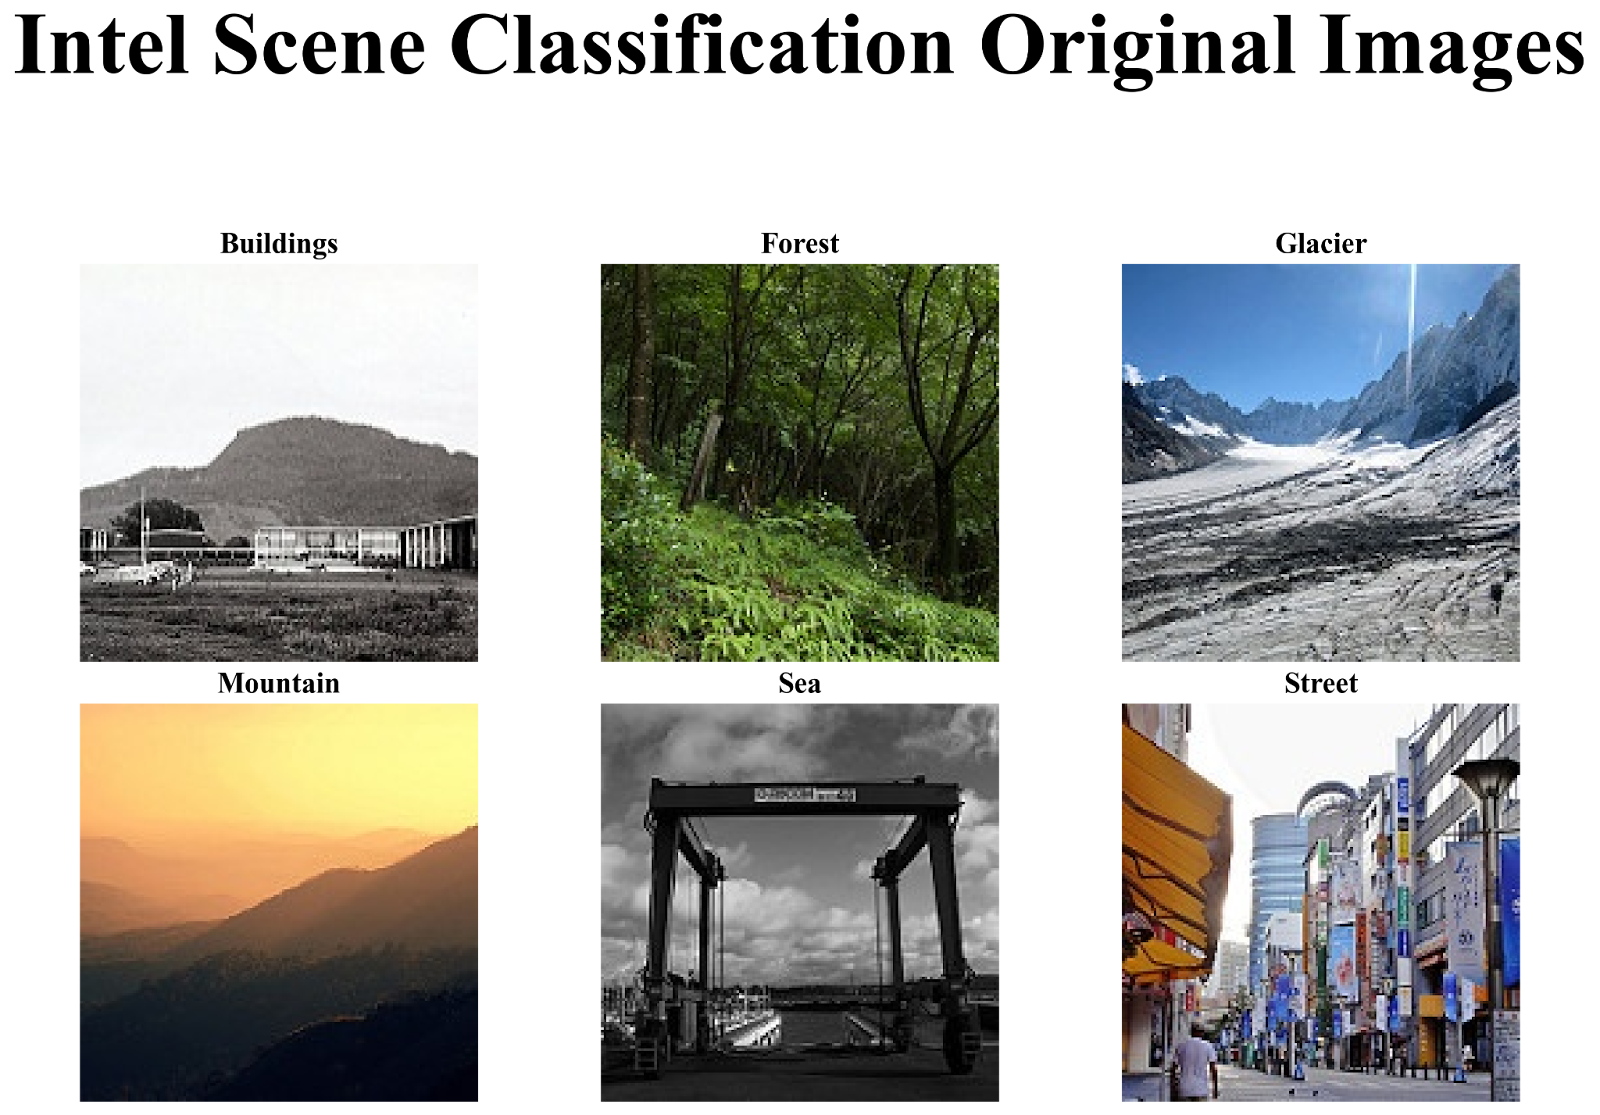 Intel Scene Classification Original Images
Buildings
Forest
Glacier
Mountain
Sea
Street